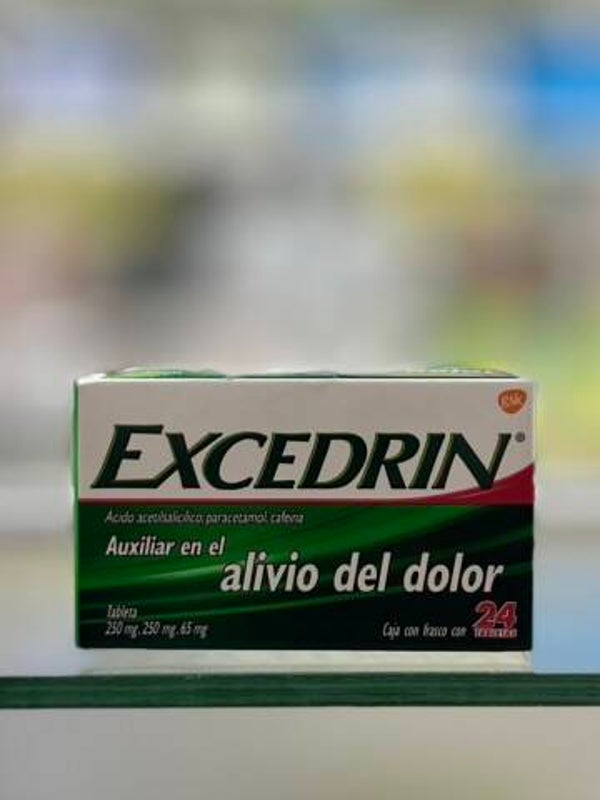 gsk
EXCEDRIN®
Ácido acetilsalicílico, paracetamol, cafeína
Auxiliar en el
alivio del dolor
Tableta
250 mg, 250 mg, 65 mg
Caja con frasco con 24
TABLETAS